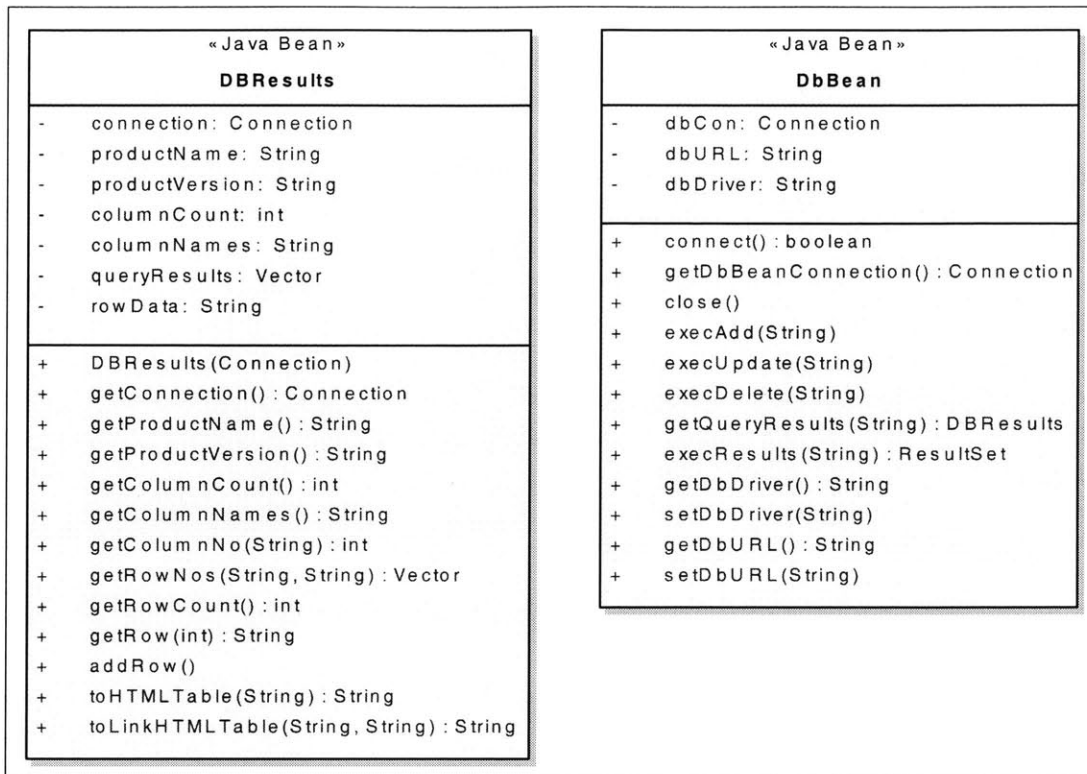 «Java Bean»
DBResults
- connection: Connection
- productName: String
- productVersion: String
- columnCount: int
- columnNames: String
- queryResults: Vector
- rowData: String
+ DBResults(Connection)
+ getConnection() : Connection
+ getProductName() : String
+ getProductVersion() : String
+ getColumnCount() : int
+ getColumnNames() : String
+ getColumnNo(String) : int
+ getRowNos(String, String) : Vector
+ getRowCount() : int
+ getRow(int) : String
+ addRow()
+ toHTMLTable(String) : String
+ toLinkHTMLTable(String, String) : String
«Java Bean»
DbBean
- dbCon: Connection
- dbURL: String
- dbDriver: String
+ connect() : boolean
+ getDbBeanConnection() : Connection
+ close()
+ execAdd(String)
+ execUpdate(String)
+ execDelete(String)
+ getQueryResults(String) : DBResults
+ execResults(String) : ResultSet
+ getDbDriver() : String
+ setDbDriver(String)
+ getDbURL() : String
+ setDbURL(String)